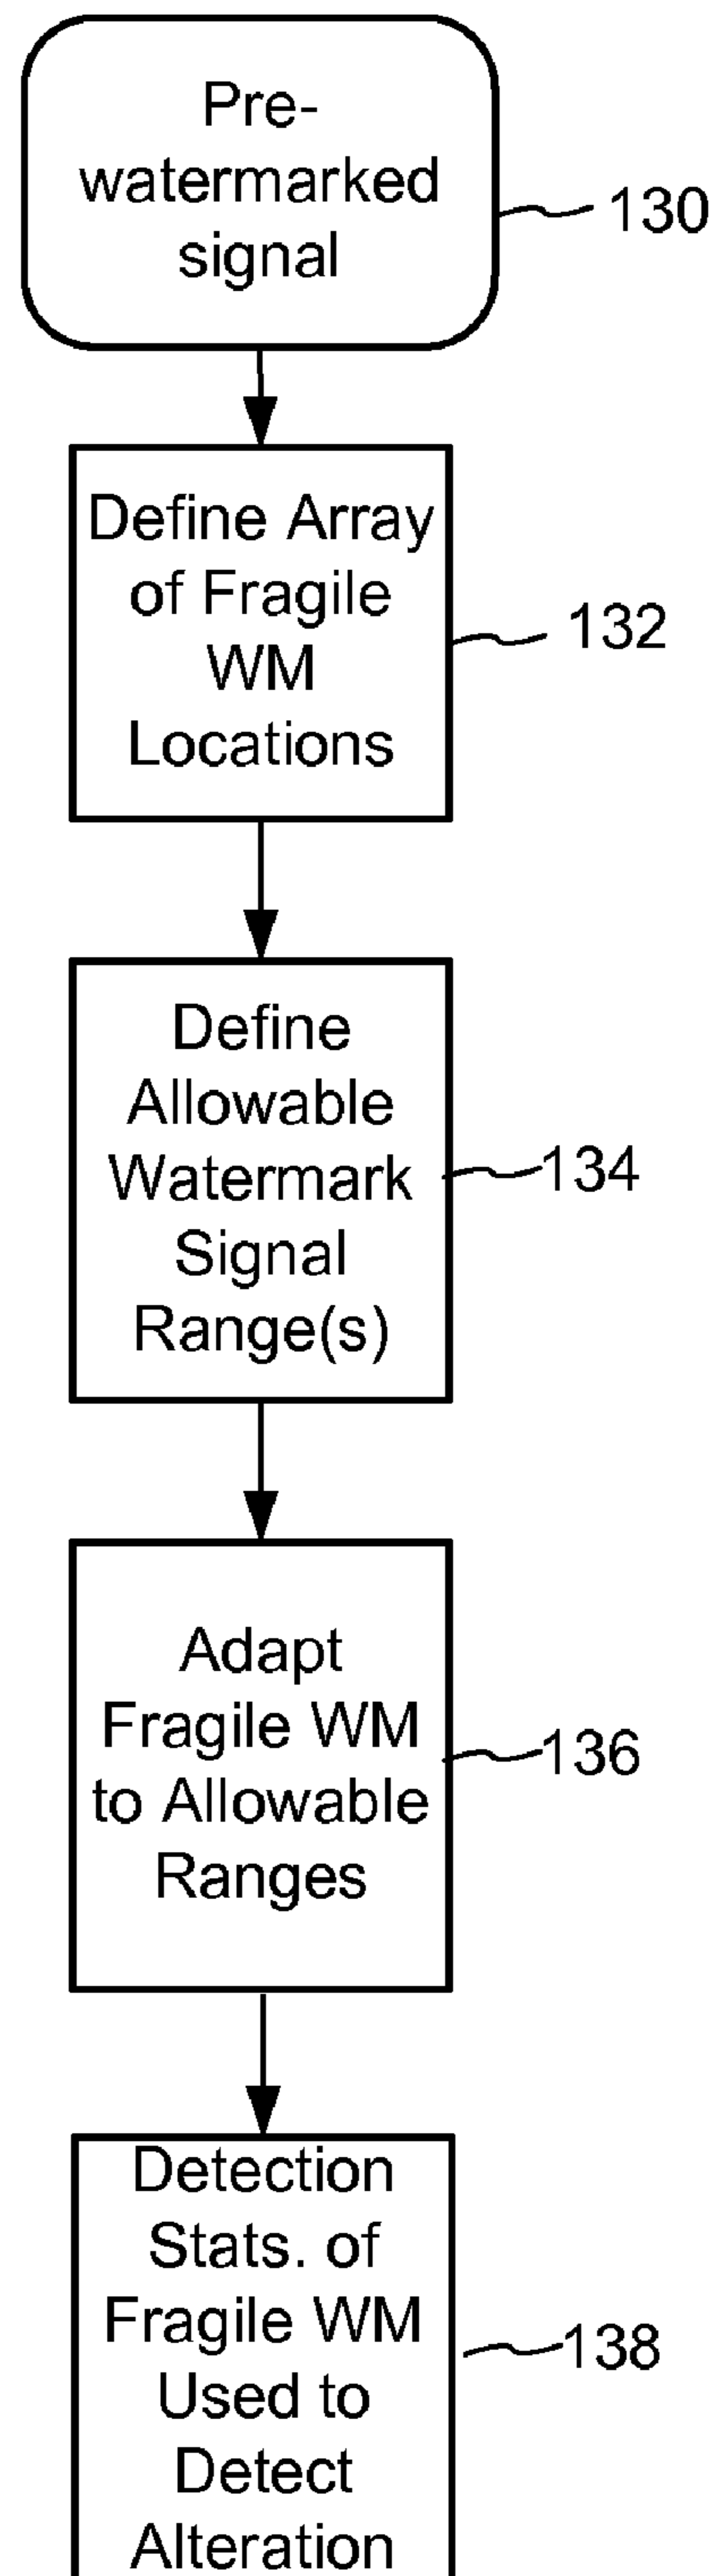 Pre-
watermarked
signal
130
Define Array
of Fragile
WM
Locations
132
Define
Allowable
Watermark
Signal
Range(s)
134
Adapt
Fragile WM
to Allowable
Ranges
136
Detection
Stats. of
Fragile WM
Used to
Detect
Alteration
138